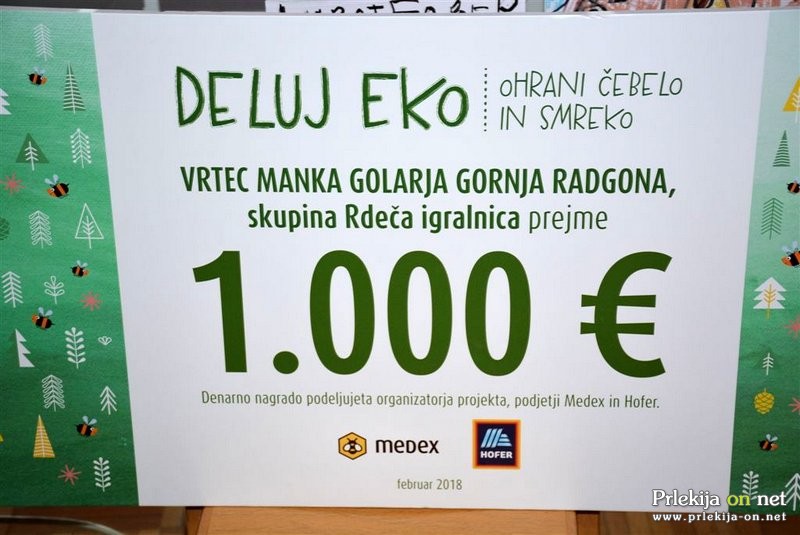 DELUJ EKO
OHRANI ČEBELO
IN SMREKO
VRTEC MANKA GOLARJA GORNJA RADGONA,
skupina Rdeča igralnica prejme
1.000 €
Denarno nagrado podeljujeta organizatorja projekta, podjetji Medex in Hofer.
medex
HOFER
februar 2018
Prlekija on net
www.prlekija-on.net